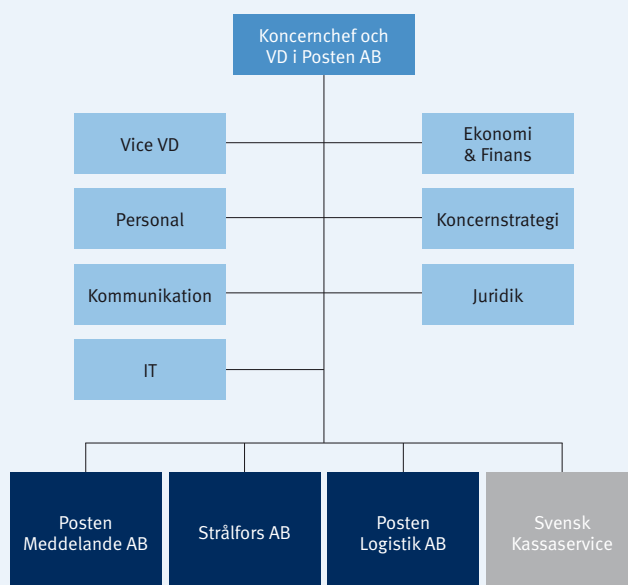 Koncernchef och
VD i Posten AB
Vice VD
Ekonomi
& Finans
Personal
Koncernstrategi
Kommunikation
Juridik
IT
Posten
Meddelande AB
Strålfors AB
Posten
Logistik AB
Svensk
Kassaservice